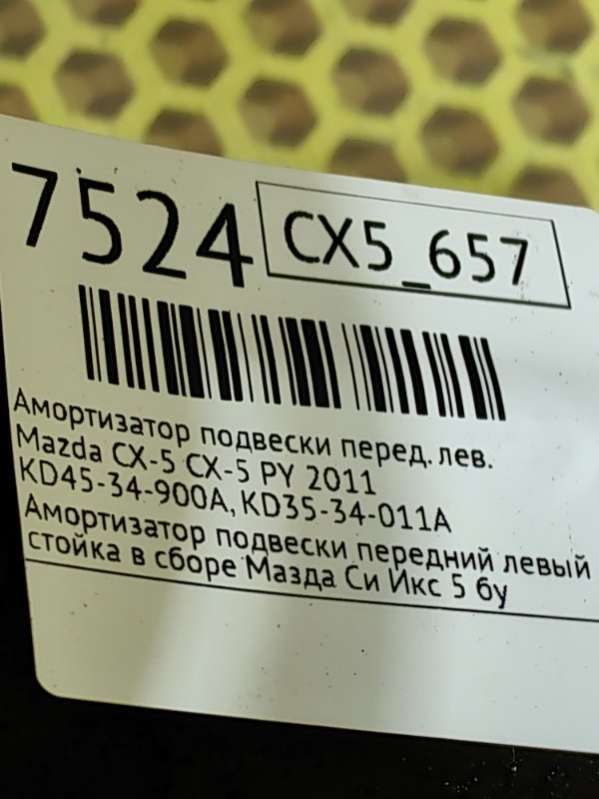 7524 CX5_657
Амортизатор подвески перед. лев.
Mazda CX-5 CX-5 PY 2011
KD45-34-900A, KD35-34-011A
Амортизатор подвески передний левый
стойка в сборе Мазда Си Икс 5 бу